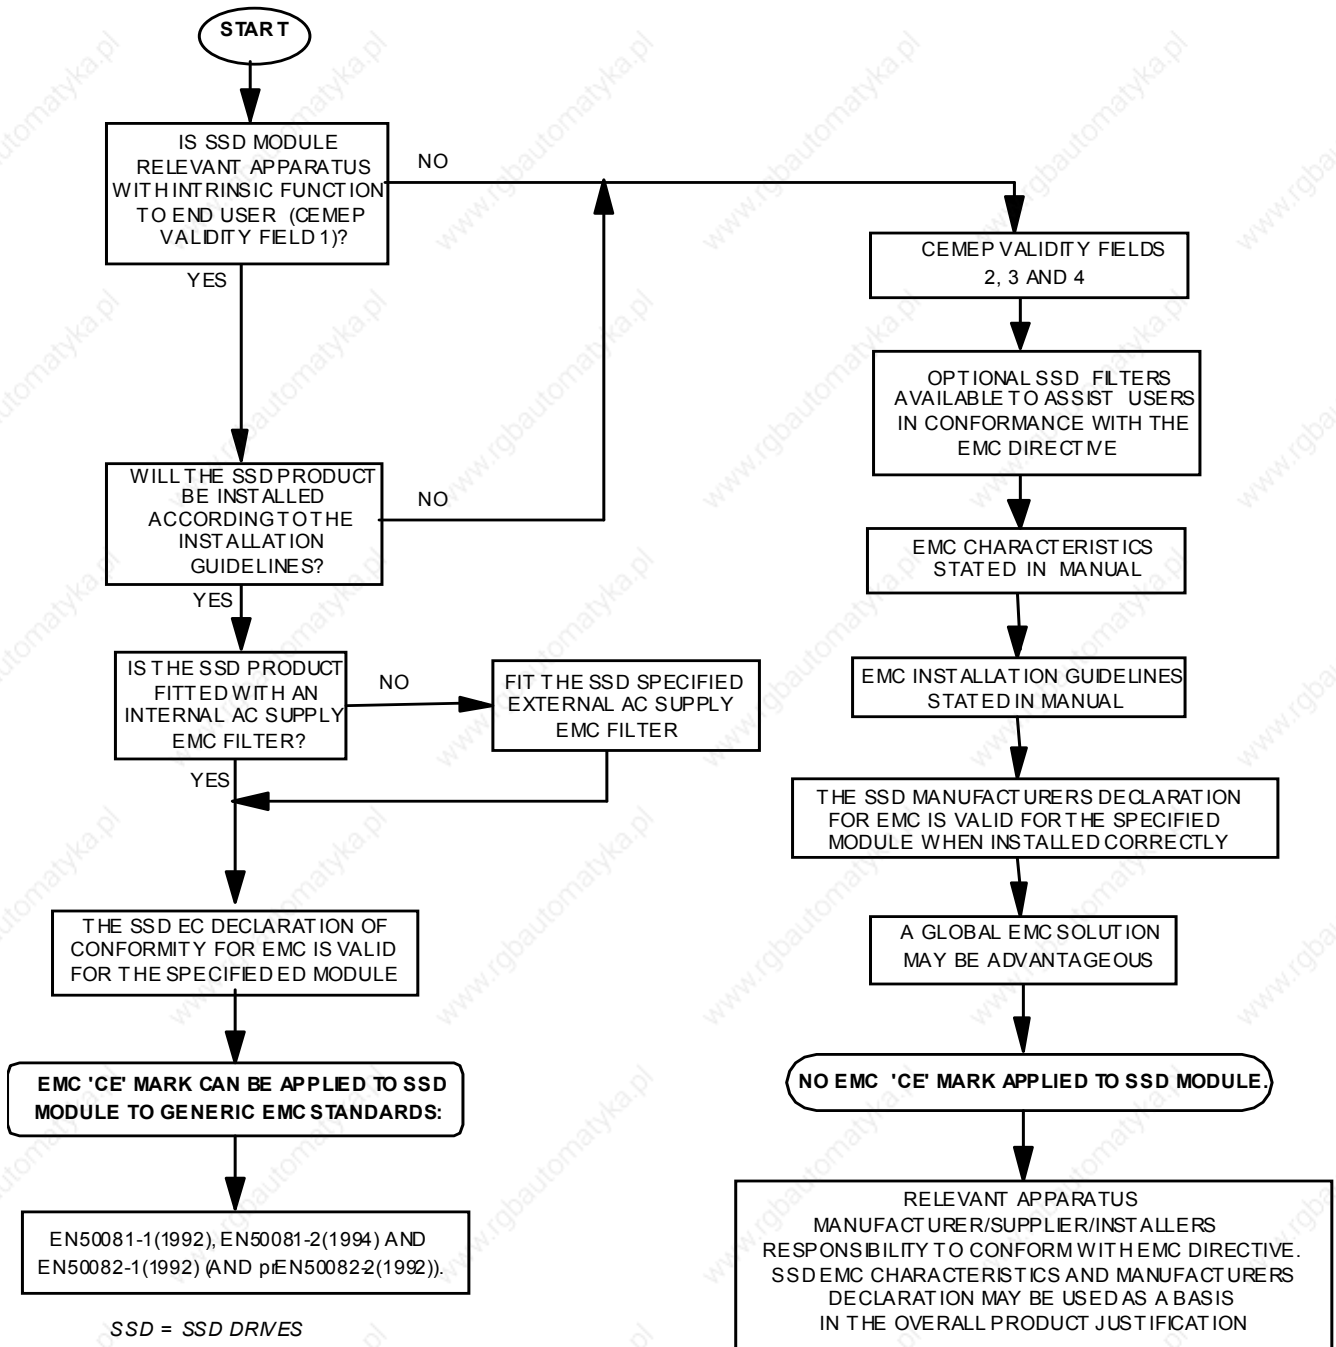 START
IS SSD MODULE
RELEVANT APPARATUS
WITH INTRINSIC FUNCTION
TO END USER (CEMEP
VALIDITY FIELD 1)?
NO
YES
WILL THE SSD PRODUCT
BE INSTALLED
ACCORDING TO THE
INSTALLATION
GUIDELINES?
NO
YES
IS THE SSD PRODUCT
FITTED WITH AN
INTERNAL AC SUPPLY
EMC FILTER?
NO
FIT THE SSD SPECIFIED
EXTERNAL AC SUPPLY
EMC FILTER
YES
THE SSD EC DECLARATION OF
CONFORMITY FOR EMC IS VALID
FOR THE SPECIFIEDED MODULE
EMC 'CE' MARK CAN BE APPLIED TO SSD
MODULE TO GENERIC EMC STANDARDS:
EN50081-1(1992), EN50081-2(1994) AND
EN50082-1(1992) (AND prEN50082-2(1992)).
SSD = SSD DRIVES
CEMEP VALIDITY FIELDS
2, 3 AND 4
OPTIONAL SSD FILTERS
AVAILABLE TO ASSIST USERS
IN CONFORMANCE WITH THE
EMC DIRECTIVE
EMC CHARACTERISTICS
STATED IN MANUAL
EMC INSTALLATION GUIDELINES
STATED IN MANUAL
THE SSD MANUFACTURERS DECLARATION
FOR EMC IS VALID FOR THE SPECIFIED
MODULE WHEN INSTALLED CORRECTLY
A GLOBAL EMC SOLUTION
MAY BE ADVANTAGEOUS
NO EMC 'CE' MARK APPLIED TO SSD MODULE.
RELEVANT APPARATUS
MANUFACTURER/SUPPLIER/INSTALLERS
RESPONSIBILITY TO CONFORM WITH EMC DIRECTIVE.
SSD EMC CHARACTERISTICS AND MANUFACTURERS
DECLARATION MAY BE USED AS A BASIS
IN THE OVERALL PRODUCT JUSTIFICATION
www.rgbautomatyka.pl